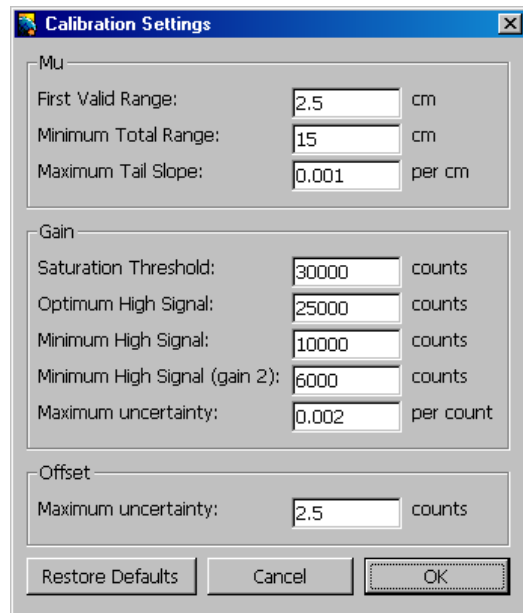 Calibration Settings
Mu
First Valid Range: 2.5 cm
Minimum Total Range: 15 cm
Maximum Tail Slope: 0.001 per cm
Gain
Saturation Threshold: 30000 counts
Optimum High Signal: 25000 counts
Minimum High Signal: 10000 counts
Minimum High Signal (gain 2): 6000 counts
Maximum uncertainty: 0.002 per count
Offset
Maximum uncertainty: 2.5 counts
Restore Defaults Cancel OK